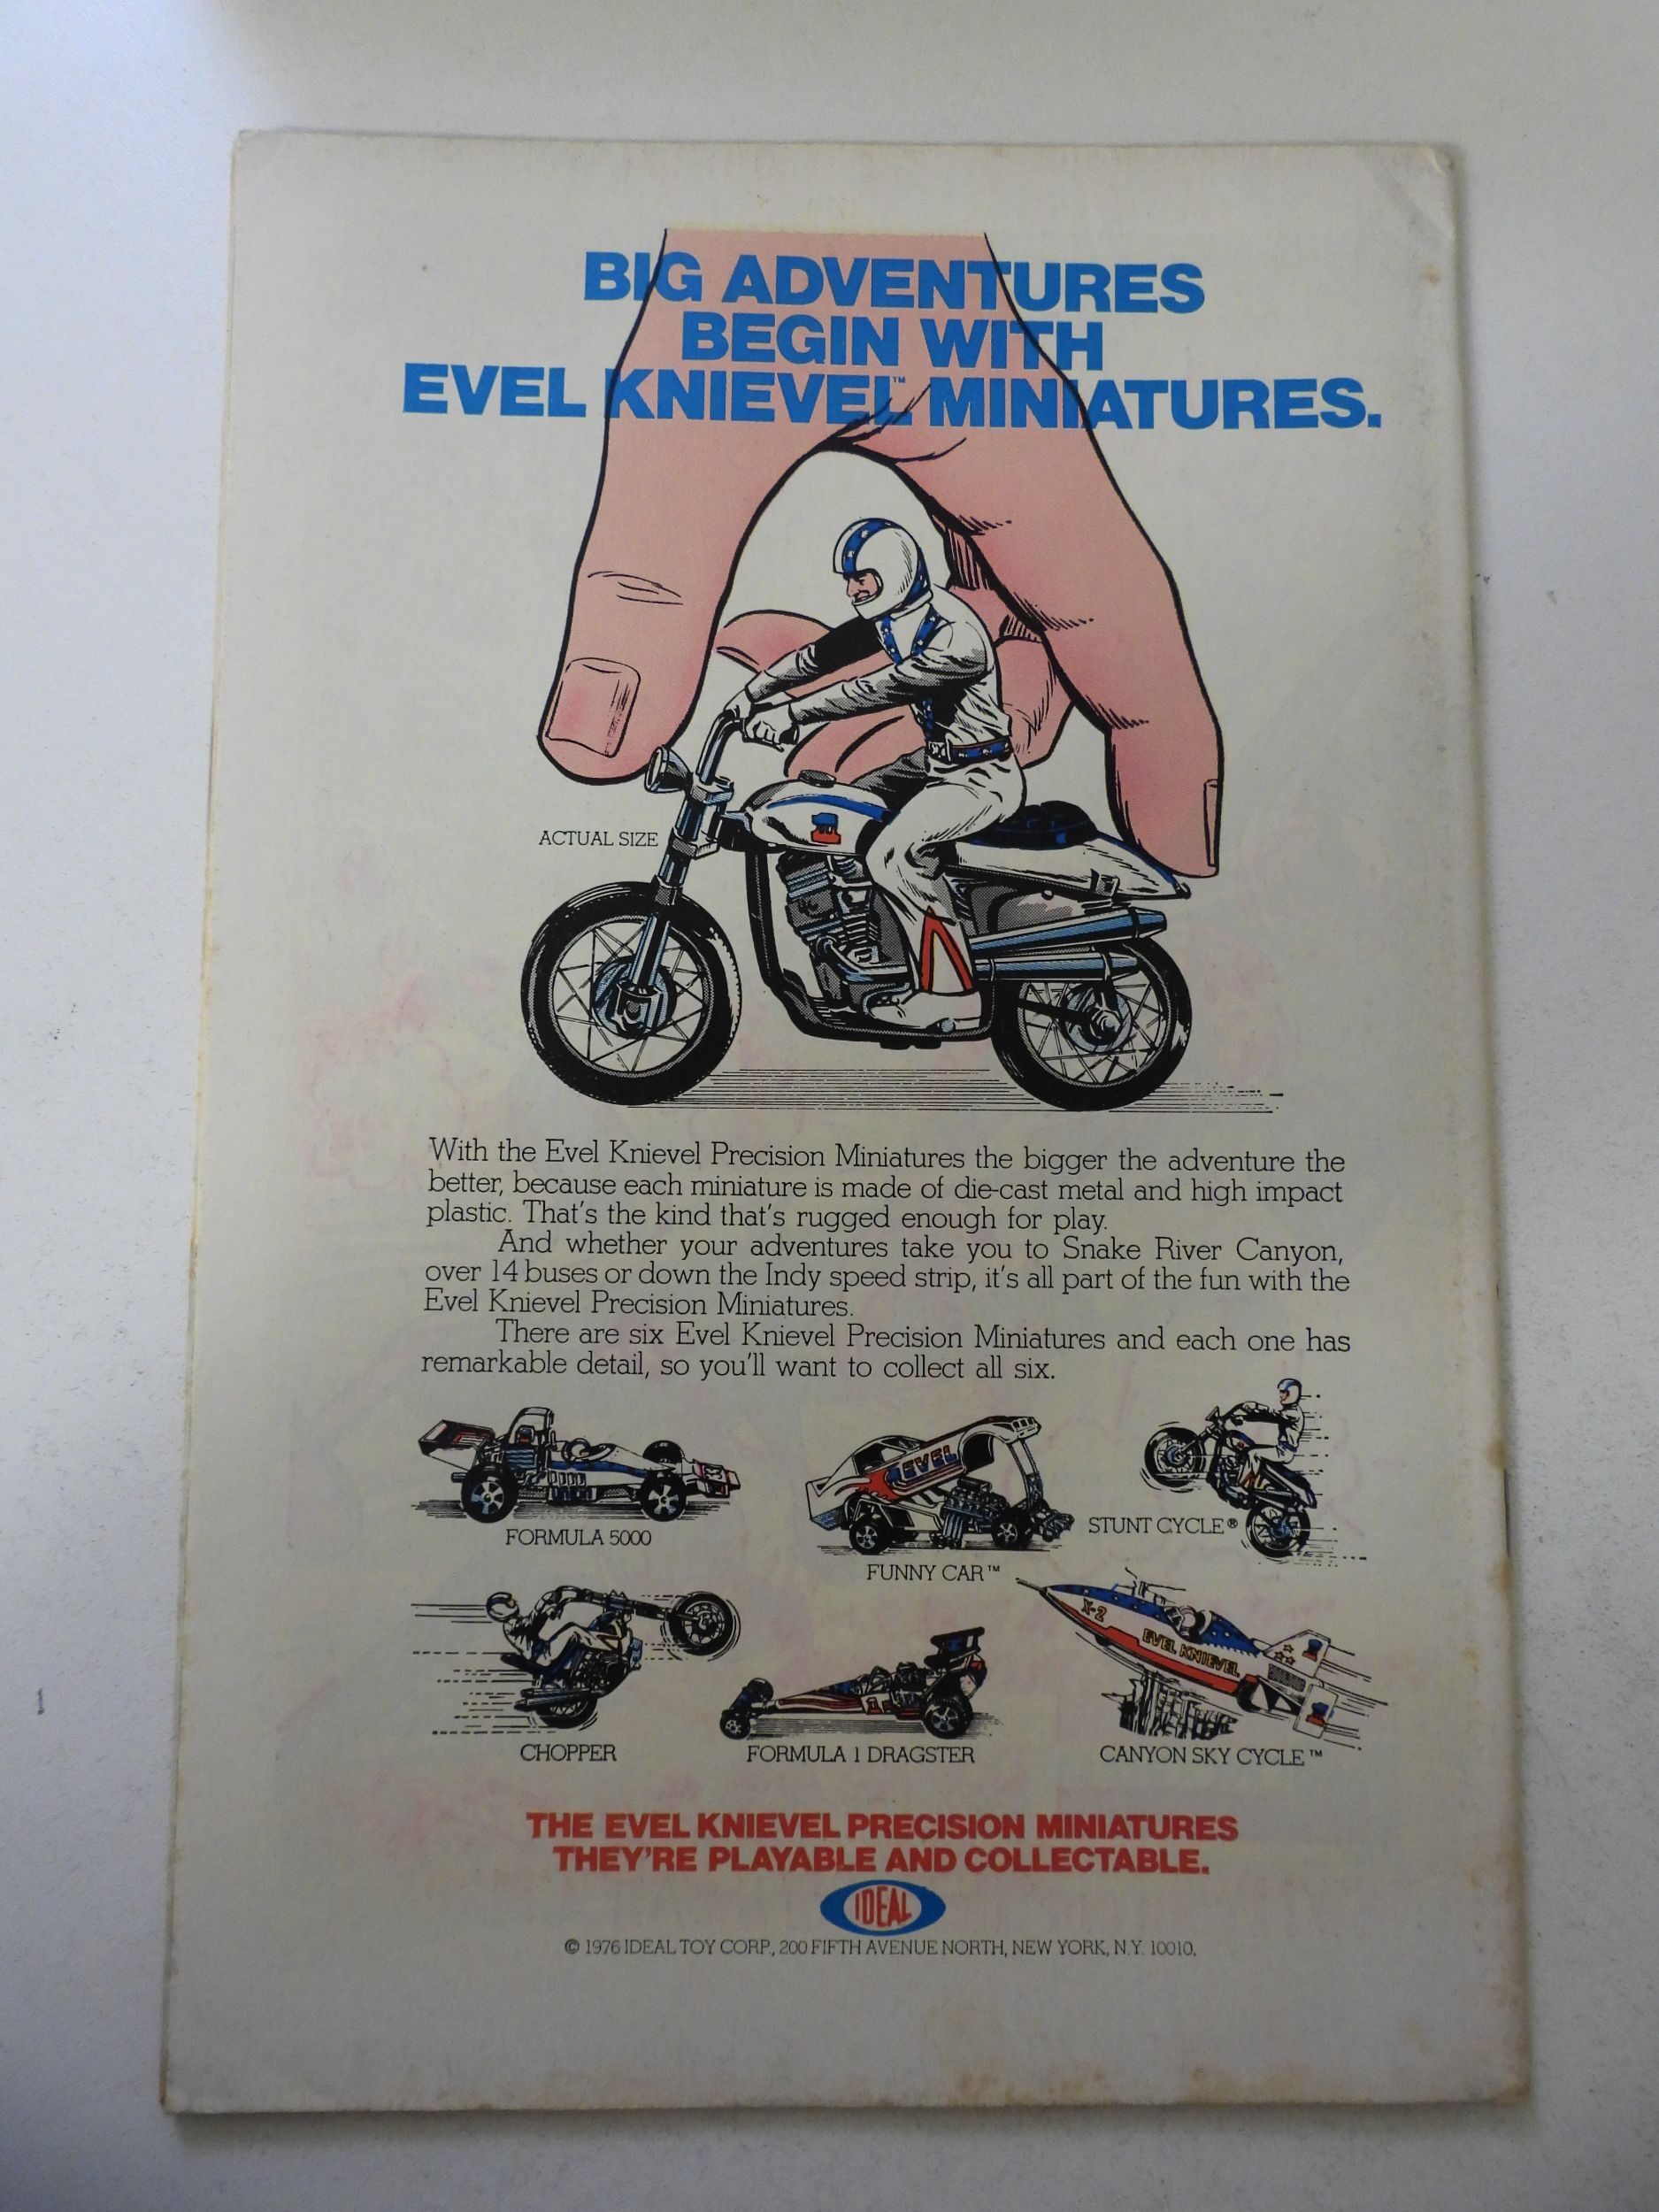 BIG ADVENTURES
BEGIN WITH
EVEL KNIEVEL™ MINIATURES.
ACTUAL SIZE
With the Evel Knievel Precision Miniatures the bigger the adventure the
better, because each miniature is made of die-cast metal and high impact
plastic. That's the kind that's rugged enough for play.
And whether your adventures take you to Snake River Canyon,
over 14 buses or down the Indy speed strip, it's all part of the fun with the
Evel Knievel Precision Miniatures.
There are six Evel Knievel Precision Miniatures and each one has
remarkable detail, so you'll want to collect all six.
FORMULA 5000
EVEL
FUNNY CAR™
STUNT CYCLE®
CHOPPER
FORMULA 1 DRAGSTER
X-2
EVEL KNIEVEL
CANYON SKY CYCLE™
THE EVEL KNIEVEL PRECISION MINIATURES
THEY'RE PLAYABLE AND COLLECTABLE.
IDEAL
© 1976 IDEAL TOY CORP., 200 FIFTH AVENUE NORTH, NEW YORK, N.Y. 10010.